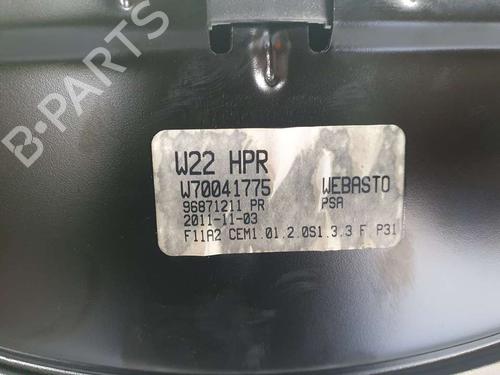 B-PARTS
W22 HPR
W70041775 WEBASTO
96871211 PR PSA
2011-11-03
F11A2 CEM1.01.2.0S1.3.3 F P31